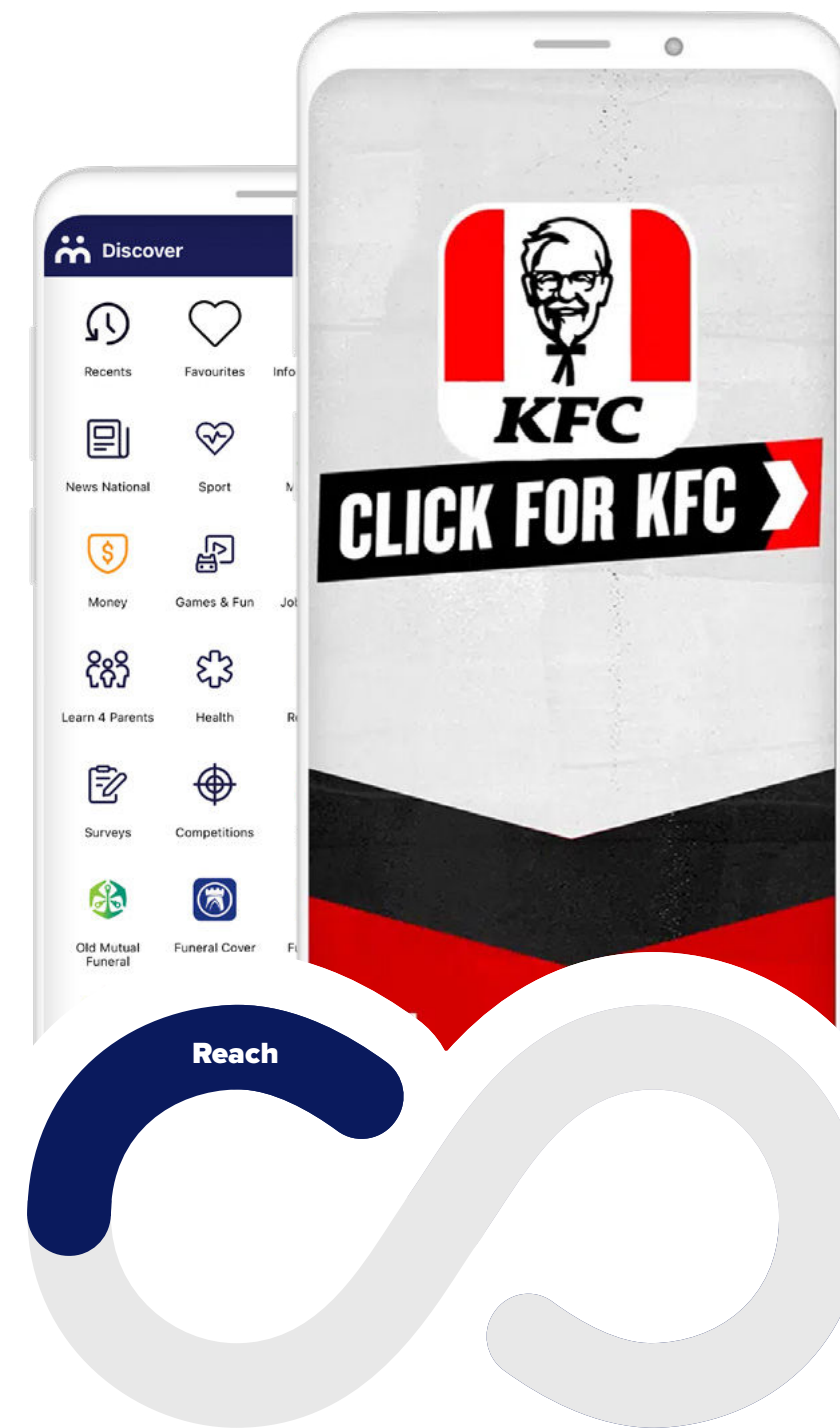 Discover
Recents
Favourites
Info
News National
Sport
M
Money
Games & Fun
Learn 4 Parents
Health
Surveys
Competitions
Old Mutual
Funeral
Funeral Cover
KFC
CLICK FOR KFC
Reach